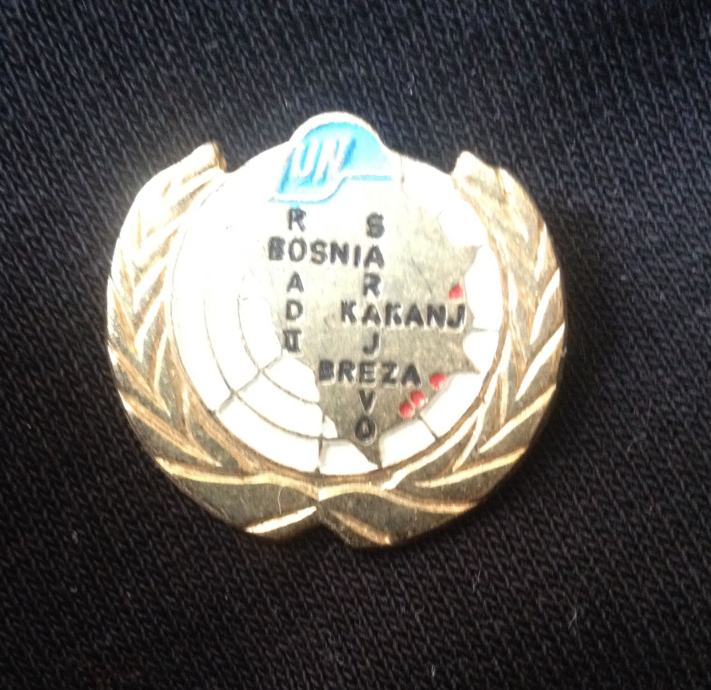 UN
ROAD II
BOSNIA
SARAJEVO
KAKANJ
BREZA